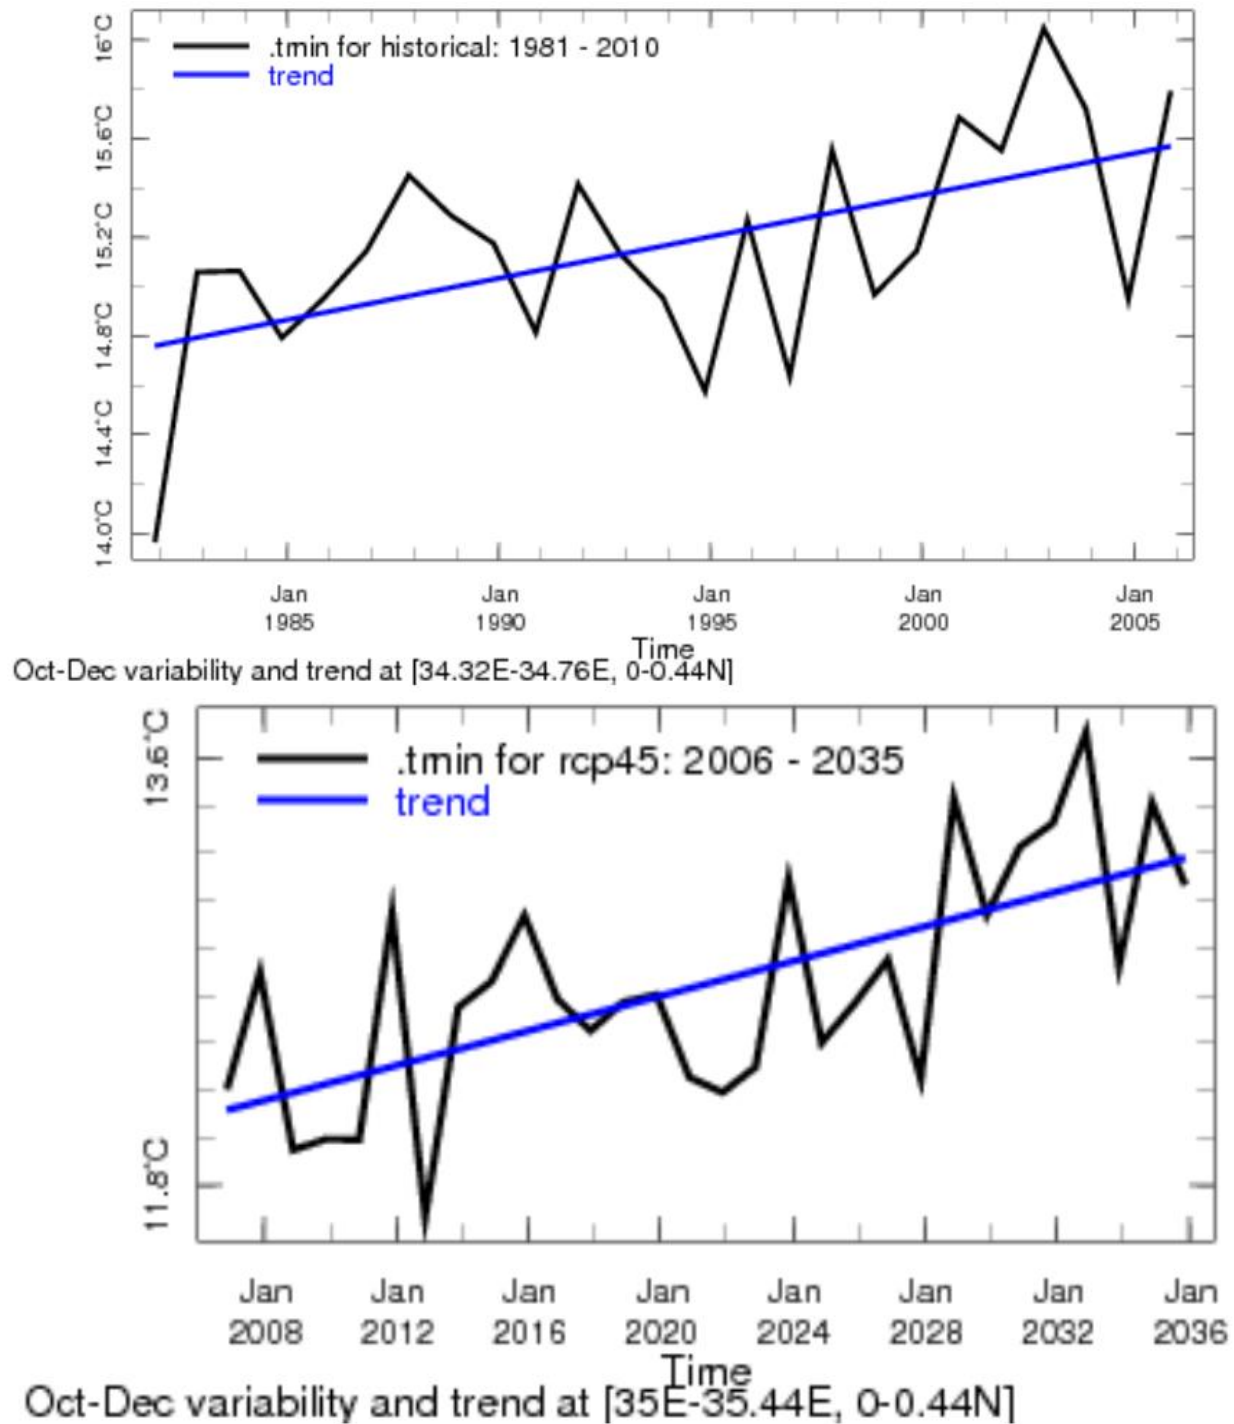 16°C
.tmin for historical: 1981 - 2010
trend
15.6°C
15.2°C
14.8°C
14.4°C
14.0°C
Jan Jan Jan Jan Jan
1985 1990 1995 2000 2005
Time
Oct-Dec variability and trend at [34.32E-34.76E, 0-0.44N]
13.6°C
.tmin for rcp45: 2006 - 2035
trend
11.8°C
Jan Jan Jan Jan Jan Jan Jan Jan
2008 2012 2016 2020 2024 2028 2032 2036
Time
Oct-Dec variability and trend at [35E-35.44E, 0-0.44N]